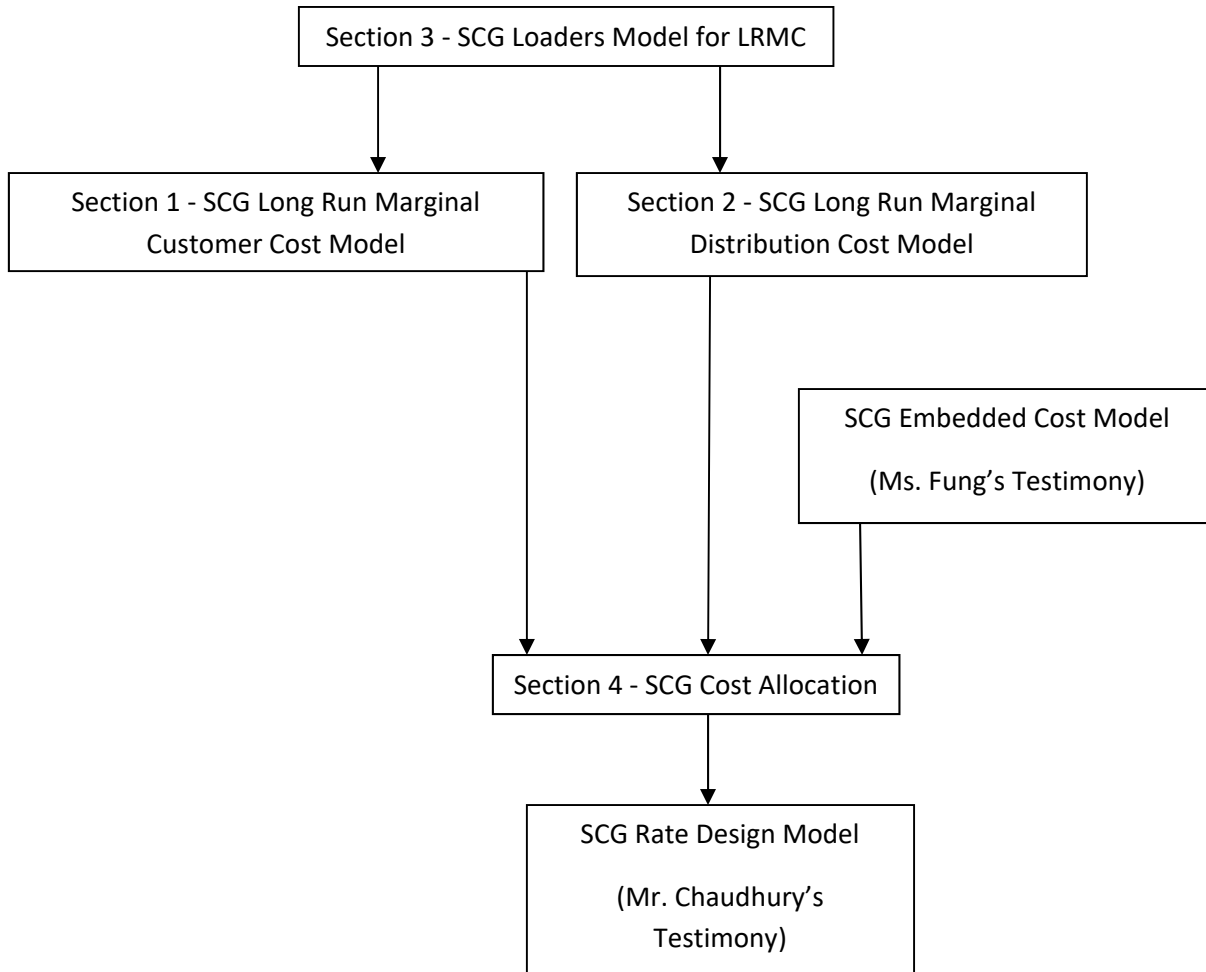 Section 3 - SCG Loaders Model for LRMC
Section 1 - SCG Long Run Marginal
Customer Cost Model
Section 2 - SCG Long Run Marginal
Distribution Cost Model
SCG Embedded Cost Model
(Ms. Fung’s Testimony)
Section 4 - SCG Cost Allocation
SCG Rate Design Model
(Mr. Chaudhury’s
Testimony)